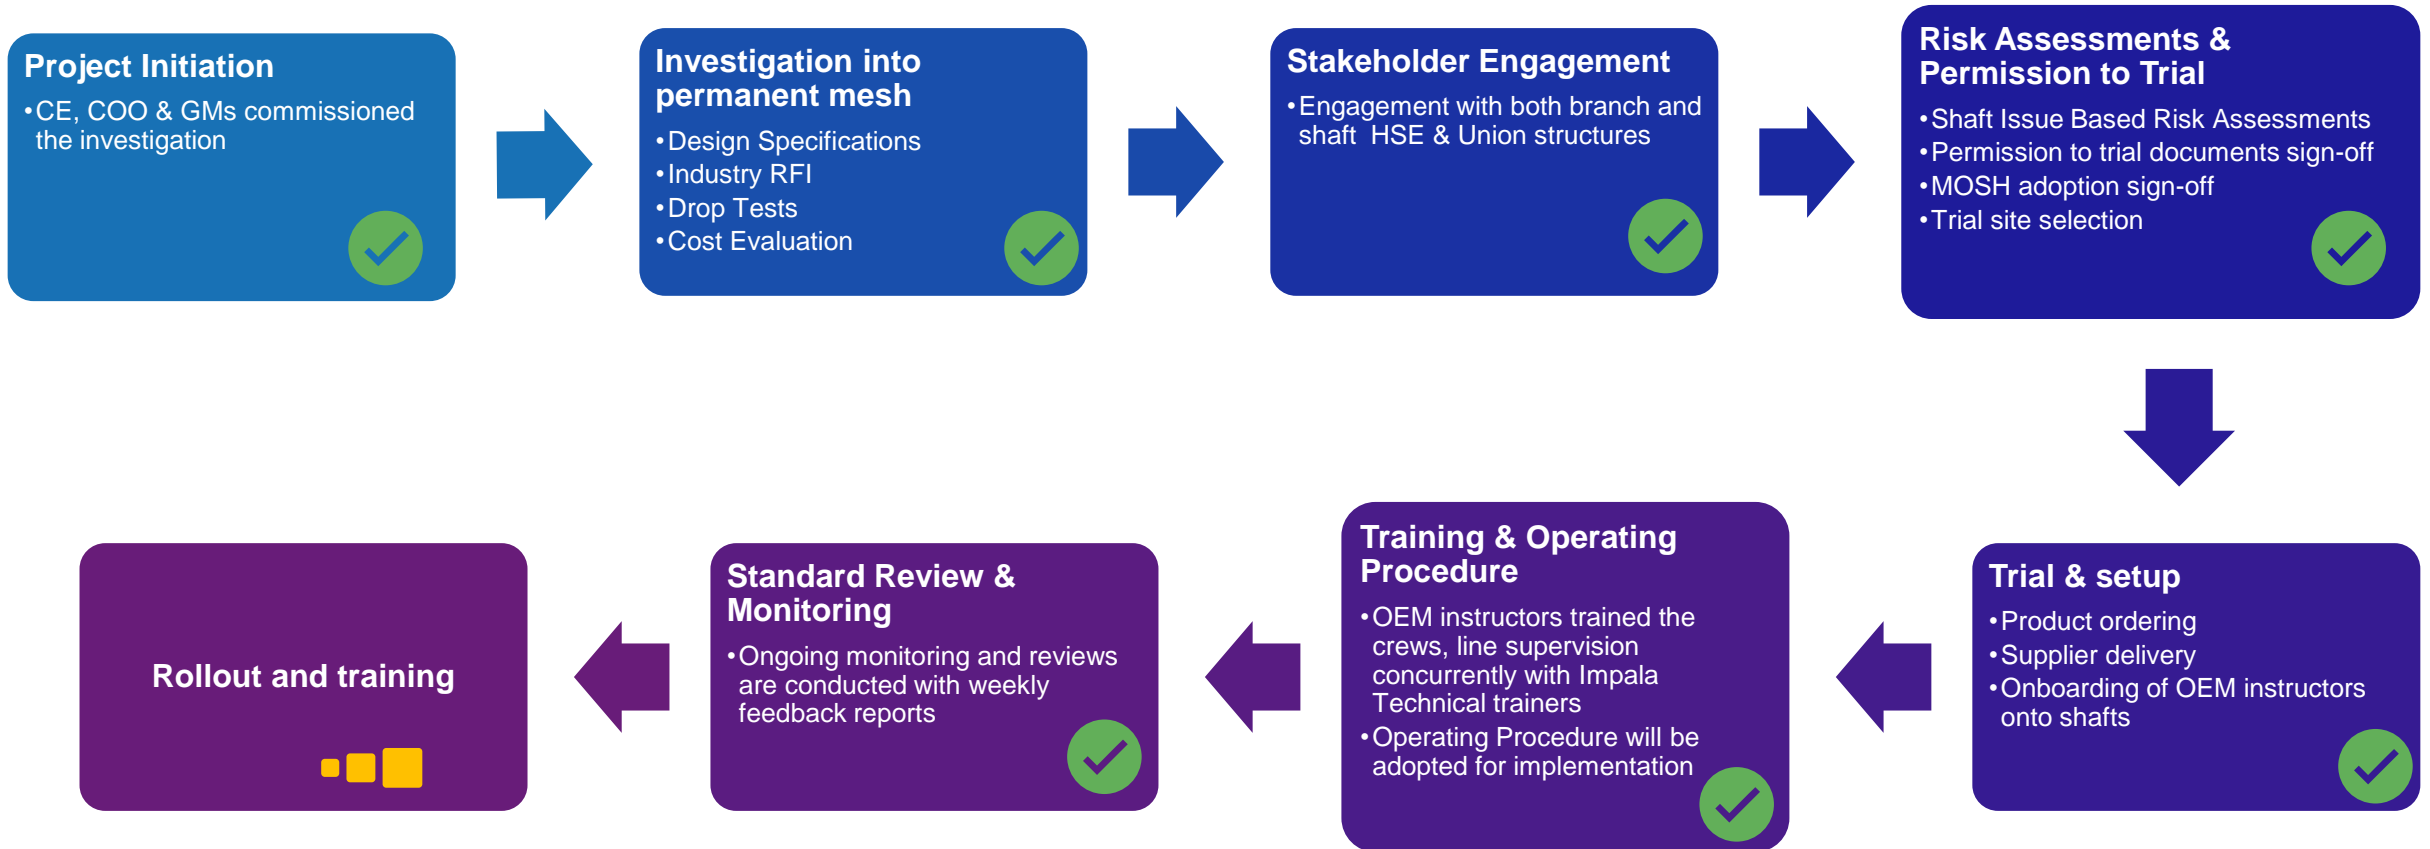 Project Initiation
•CE, COO & GMs commissioned
the investigation
Investigation into
permanent mesh
•Design Specifications
•Industry RFI
•Drop Tests
•Cost Evaluation
Stakeholder Engagement
•Engagement with both branch and
shaft  HSE & Union structures
Risk Assessments &
Permission to Trial
•Shaft Issue Based Risk Assessments
•Permission to trial documents sign-off
•MOSH adoption sign-off
•Trial site selection
Trial & setup
•Product ordering
•Supplier delivery
•Onboarding of OEM instructors
onto shafts
Training & Operating
Procedure
•OEM instructors trained the
crews, line supervision
concurrently with Impala
Technical trainers
•Operating Procedure will be
adopted for implementation
Standard Review &
Monitoring
•Ongoing monitoring and reviews
are conducted with weekly
feedback reports
Rollout and training